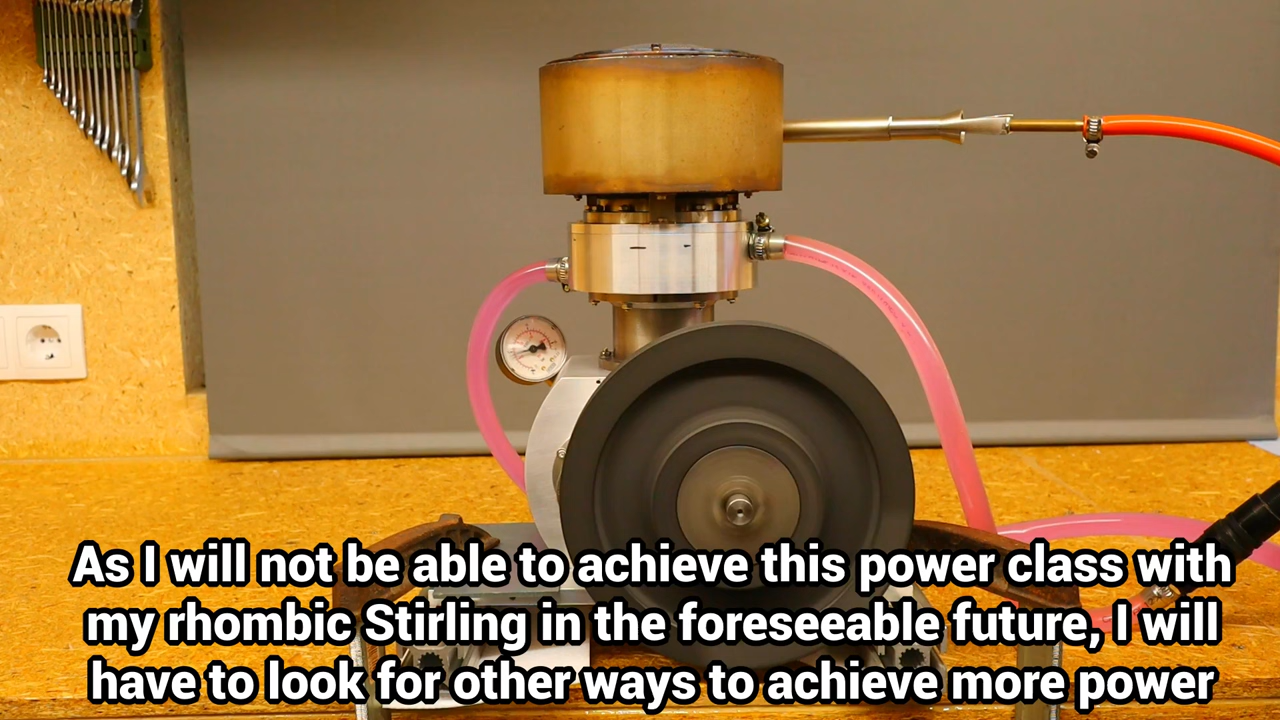 As I will not be able to achieve this power class with
my rhombic Stirling in the foreseeable future, I will
have to look for other ways to achieve more power